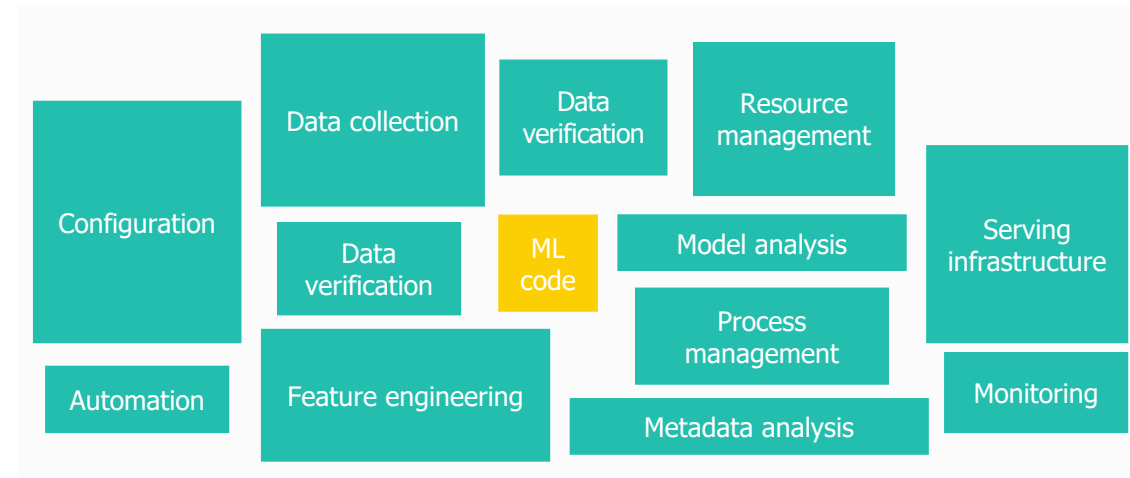 Data collection
Data
verification
Resource
management
Configuration
Data
verification
ML
code
Model analysis
Serving
infrastructure
Process
management
Automation
Feature engineering
Metadata analysis
Monitoring